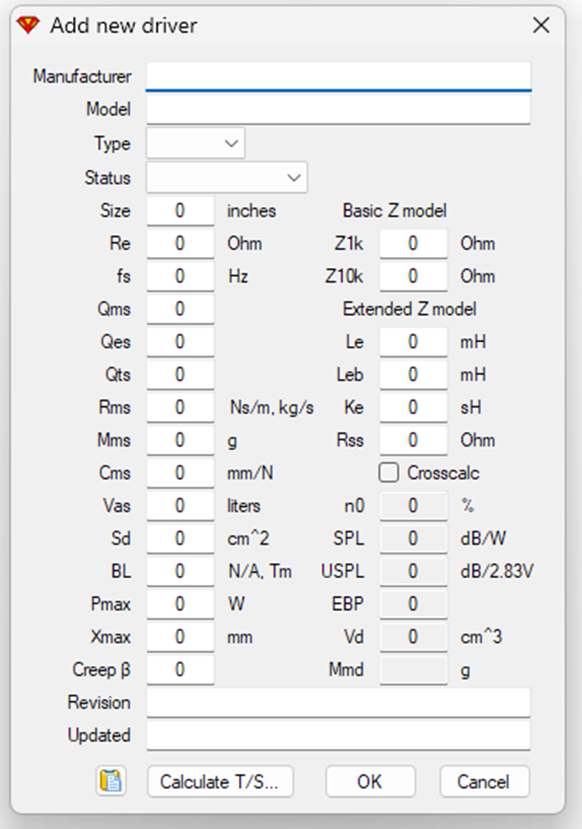 Add new driver
Manufacturer
Model
Type
Status
Size 0 inches Basic Z model
Re 0 Ohm Z1k 0 Ohm
fs 0 Hz Z10k 0 Ohm
Qms 0 Extended Z model
Qes 0 Le 0 mH
Qts 0 Leb 0 mH
Rms 0 Ns/m, kg/s Ke 0 sH
Mms 0 g Rss 0 Ohm
Cms 0 mm/N Crosscalc
Vas 0 liters n0 0 %
Sd 0 cm^2 SPL 0 dB/W
BL 0 N/A, Tm USPL 0 dB/2.83V
Pmax 0 W EBP 0
Xmax 0 mm Vd 0 cm^3
Creep β 0 Mmd g
Revision
Updated
Calculate T/S... OK Cancel